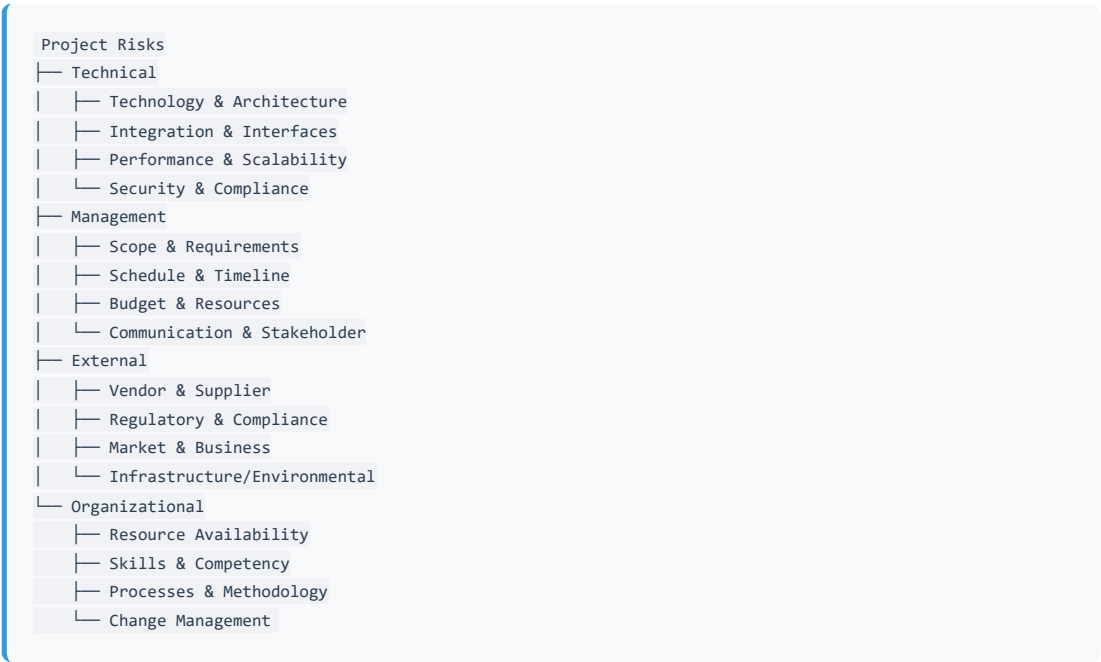 Project Risks
├── Technical
│   ├── Technology & Architecture
│   ├── Integration & Interfaces
│   ├── Performance & Scalability
│   └── Security & Compliance
├── Management
│   ├── Scope & Requirements
│   ├── Schedule & Timeline
│   ├── Budget & Resources
│   └── Communication & Stakeholder
├── External
│   ├── Vendor & Supplier
│   ├── Regulatory & Compliance
│   ├── Market & Business
│   └── Infrastructure/Environmental
└── Organizational
    ├── Resource Availability
    ├── Skills & Competency
    ├── Processes & Methodology
    └── Change Management